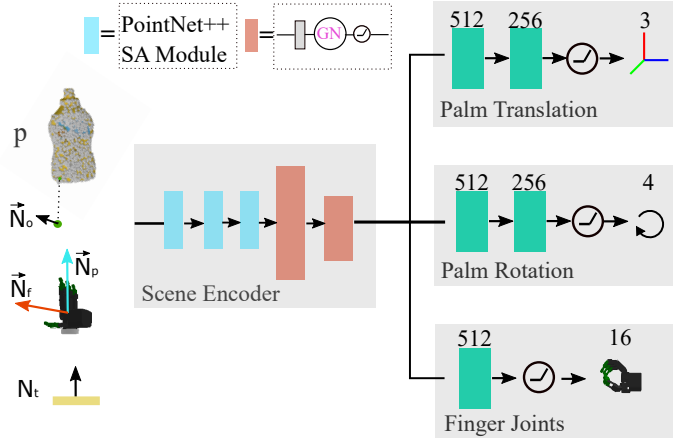 PointNet++
SA Module
=
=
GN
p
N⃗o
N⃗p
N⃗f
Nt
Scene Encoder
512 256 3
Palm Translation
512 256 4
Palm Rotation
512 16
Finger Joints